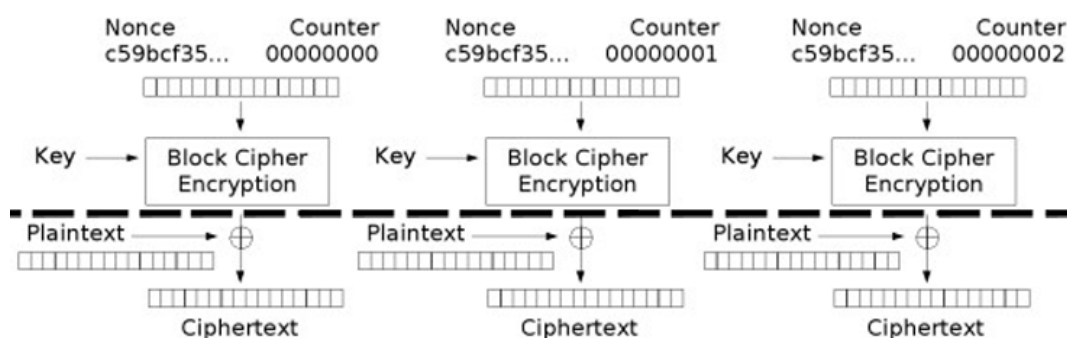 Nonce Counter Nonce Counter Nonce Counter
c59bcf35... 00000000 c59bcf35... 00000001 c59bcf35... 00000002
Key Block Cipher Encryption Key Block Cipher Encryption Key Block Cipher Encryption
Plaintext Plaintext Plaintext
Ciphertext Ciphertext Ciphertext